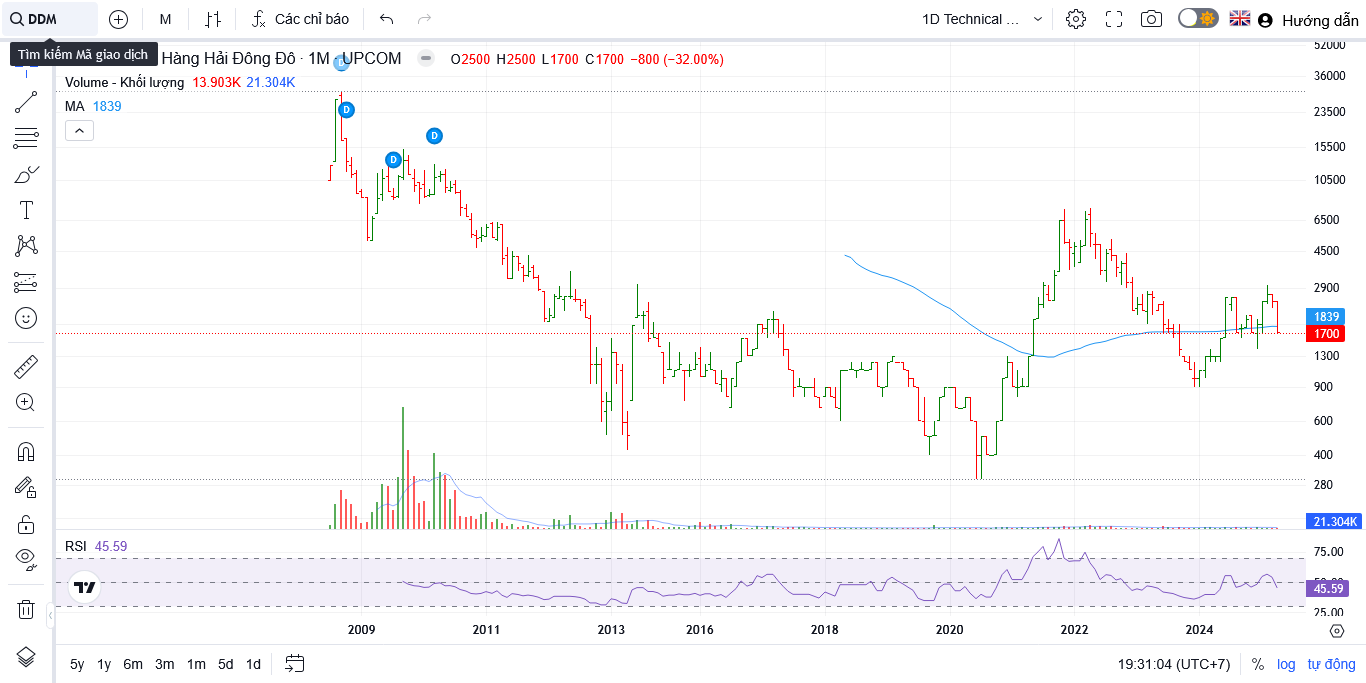 DDM M Các chỉ báo 1D Technical ... Hướng dẫn
Tìm kiếm Mã giao dịch
Hàng Hải Đông Đô · 1M · UPCOM O2500 H2500 L1700 C1700 −800 (−32.00%)
Volume - Khối lượng 13.903K 21.304K
MA 1839
D
D
D
D
52000
36000
23500
15500
10500
6500
4500
2900
1839
1700
1300
900
600
400
280
21.304K
RSI 45.59
75.00
50.00
45.59
25.00
2009 2011 2013 2016 2018 2020 2022 2024
5y 1y 6m 3m 1m 5d 1d 19:31:04 (UTC+7) % log tự động